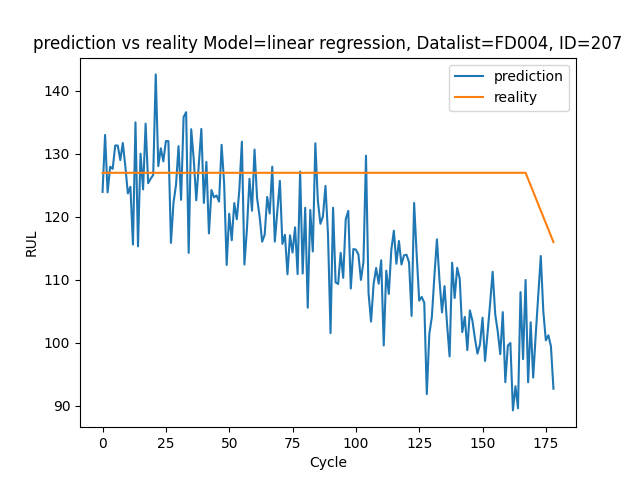 prediction vs reality Model=linear regression, Datalist=FD004, ID=207
prediction
reality
RUL
140
130
120
110
100
90
0 25 50 75 100 125 150 175
Cycle